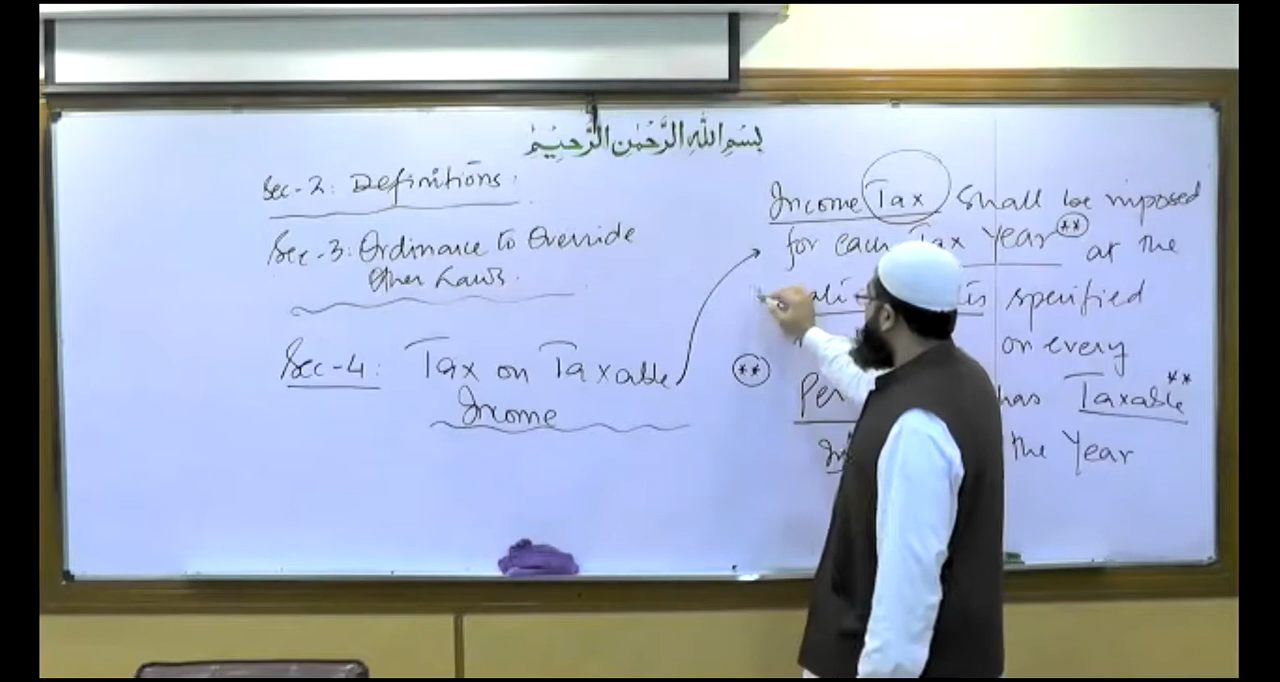 بِسْمِ اللهِ الرَّحْمٰنِ الرَّحِيْمِ
Sec-2: Definitions.
Sec-3: Ordinance to Override
Other Laws.
Sec-4: Tax on Taxable
Income
Income Tax shall be imposed
for each Tax Year ** at the
specified
on every
** has Taxable**
the Year